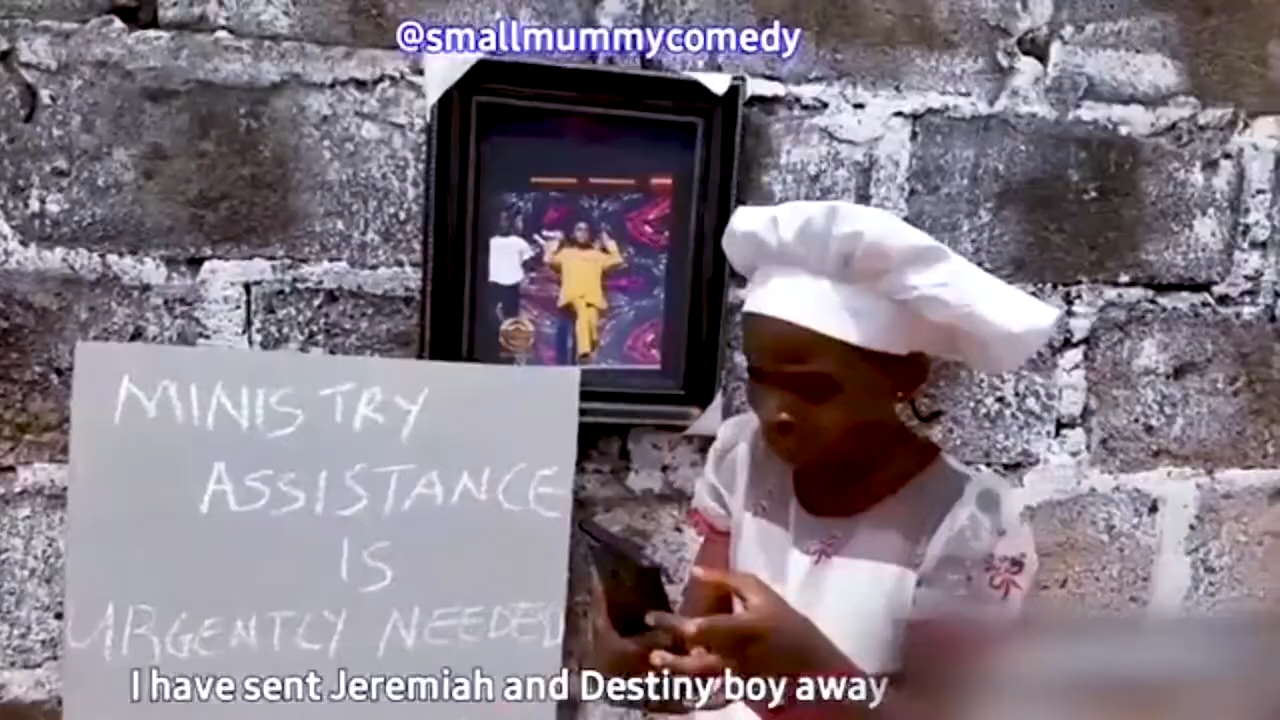 @smallmummycomedy
MINISTRY
ASSISTANCE
IS
URGENTLY NEEDED
I have sent Jeremiah and Destiny boy away